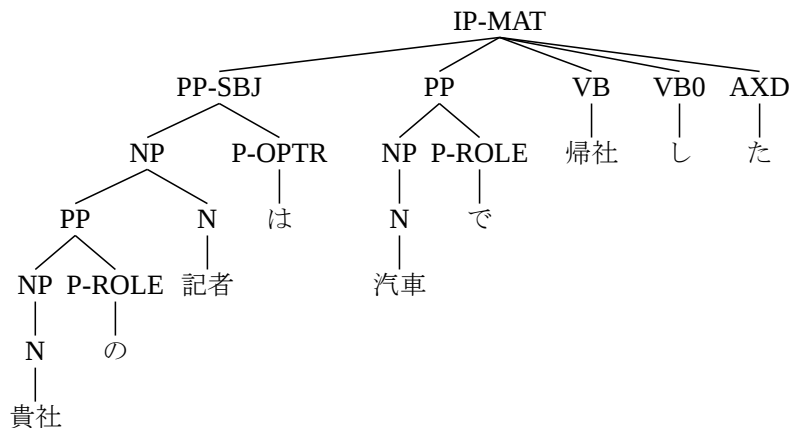 IP-MAT
PP-SBJ PP VB VB0 AXD
NP P-OPTR NP P-ROLE 帰社 し た
PP N は N で
NP P-ROLE 記者 汽車
N の
貴社